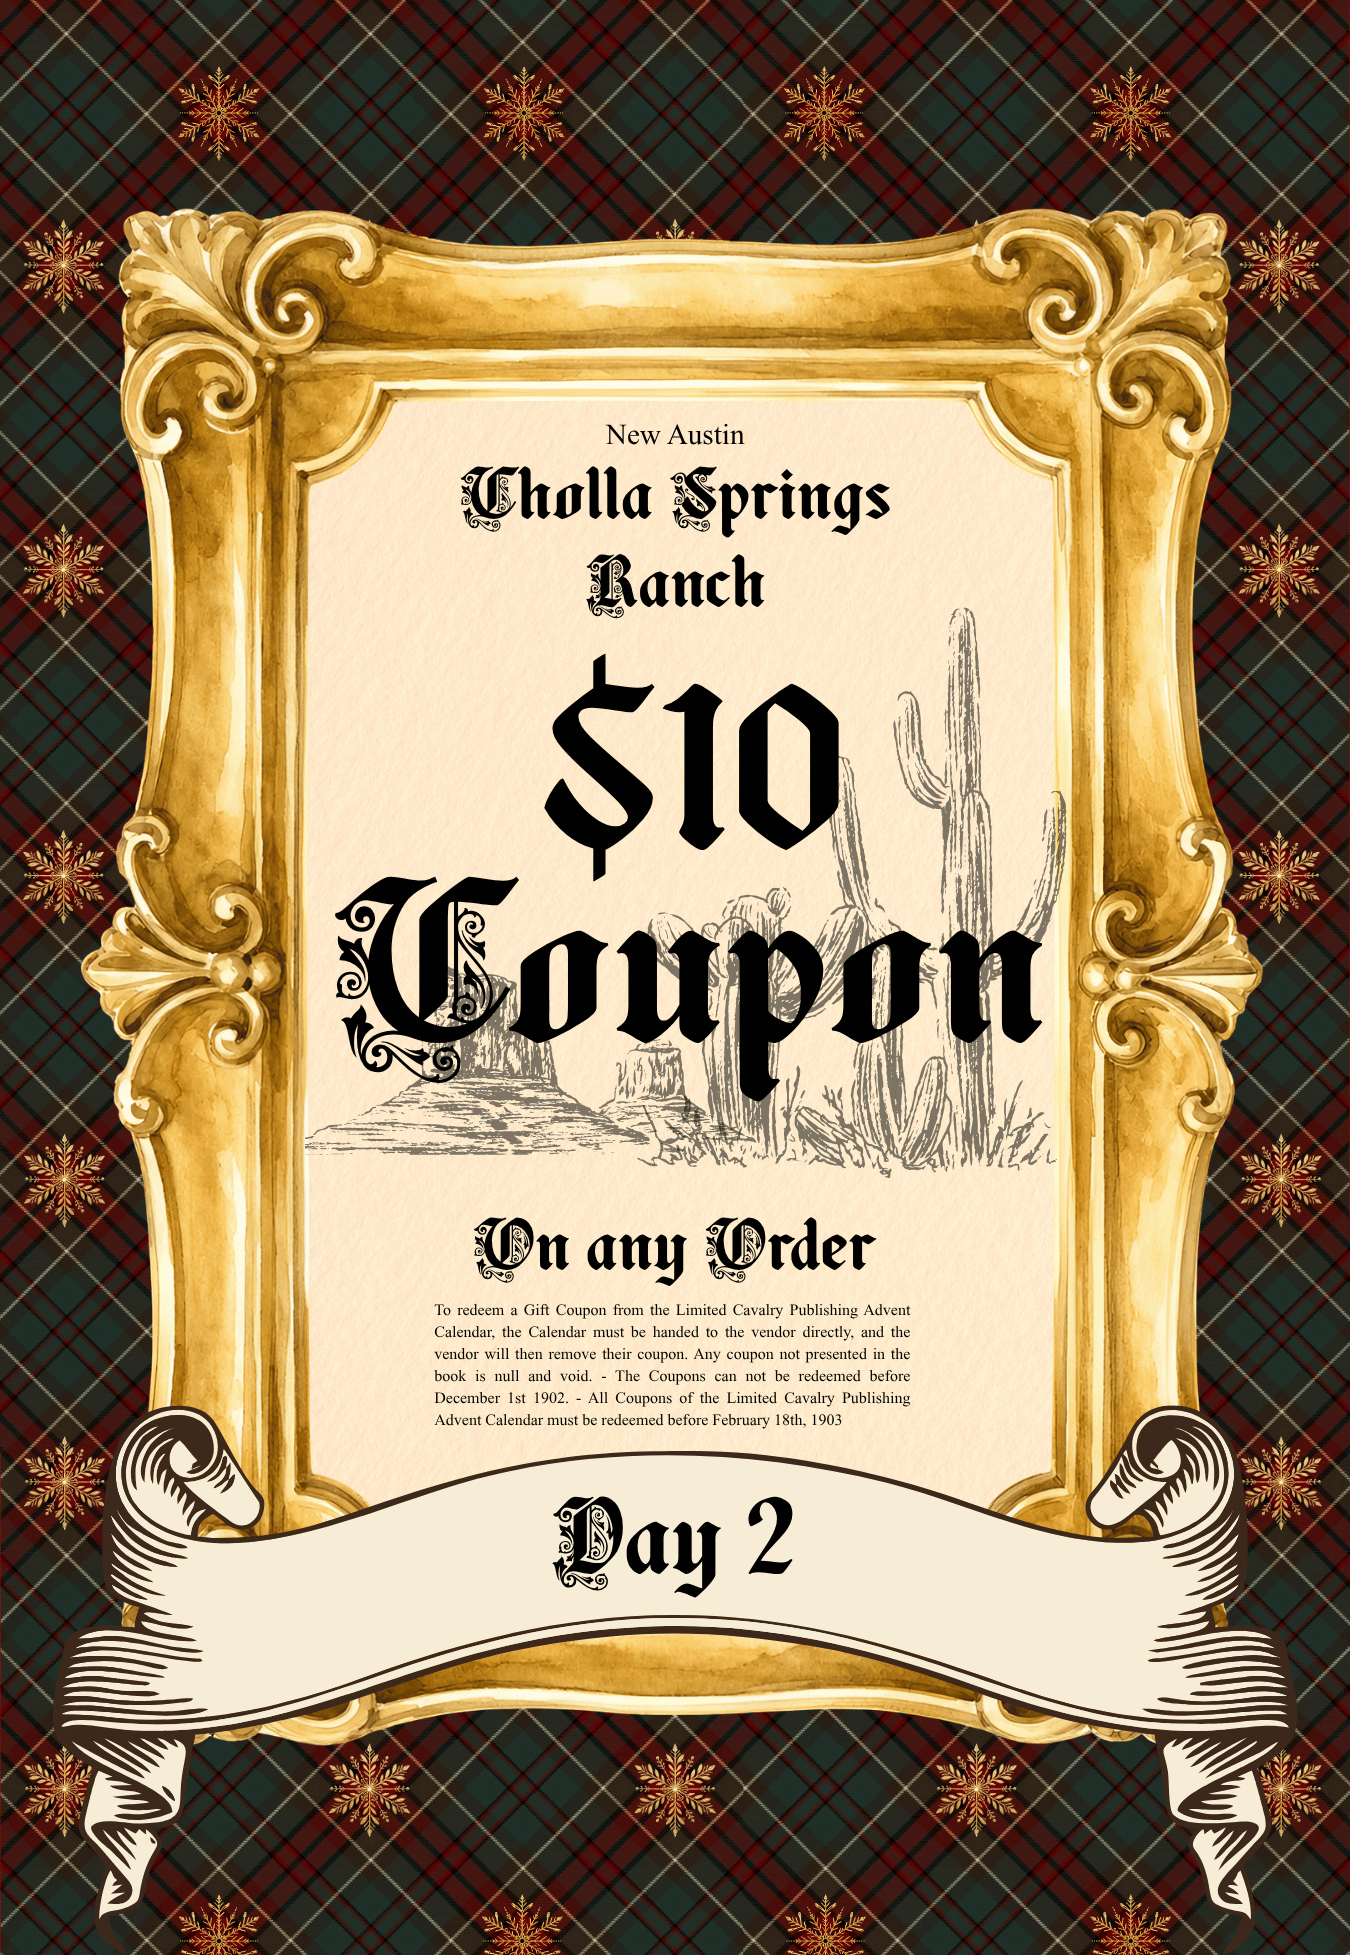 New Austin
Cholla Springs
Ranch
$10
Coupon
On any Order
To redeem a Gift Coupon from the Limited Cavalry Publishing Advent
Calendar, the Calendar must be handed to the vendor directly, and the
vendor will then remove their coupon. Any coupon not presented in the
book is null and void. - The Coupons can not be redeemed before
December 1st 1902. - All Coupons of the Limited Cavalry Publishing
Advent Calendar must be redeemed before February 18th, 1903
Day 2